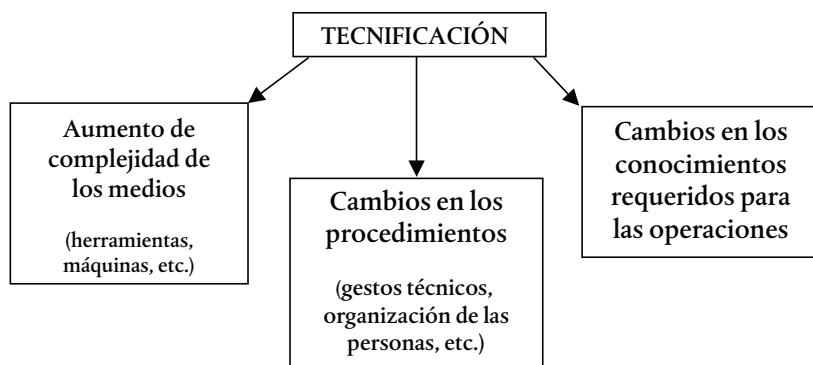 TECNIFICACIÓN
Aumento de
complejidad de
los medios
(herramientas,
máquinas, etc.)
Cambios en los
procedimientos
(gestos técnicos,
organización de las
personas, etc.)
Cambios en los
conocimientos
requeridos para
las operaciones